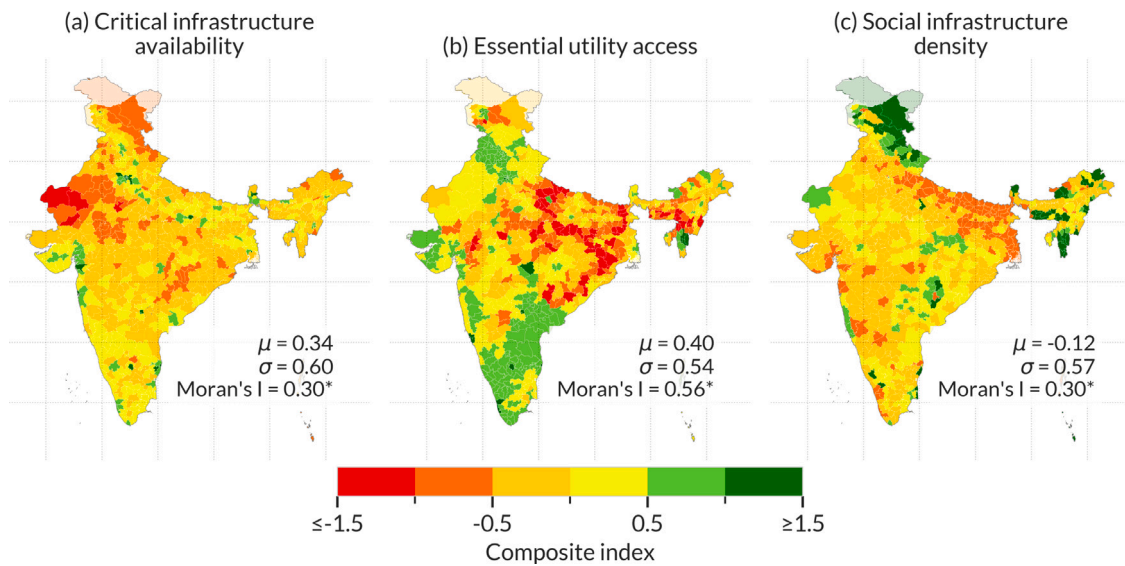 (a) Critical infrastructure
availability
(b) Essential utility access
(c) Social infrastructure
density
μ = 0.34
σ = 0.60
Moran's I = 0.30*
μ = 0.40
σ = 0.54
Moran's I = 0.56*
μ = -0.12
σ = 0.57
Moran's I = 0.30*
≤-1.5
-0.5
0.5
≥1.5
Composite index